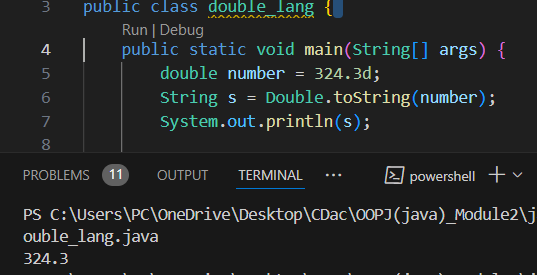 3 public class double_lang {
Run | Debug
4 public static void main(String[] args) {
5 double number = 324.3d;
6 String s = Double.toString(number);
7 System.out.println(s);
8
PROBLEMS 11 OUTPUT TERMINAL ··· powershell
PS C:\Users\PC\OneDrive\Desktop\CDac\OOPJ(java)_Module2\j
ouble_lang.java
324.3